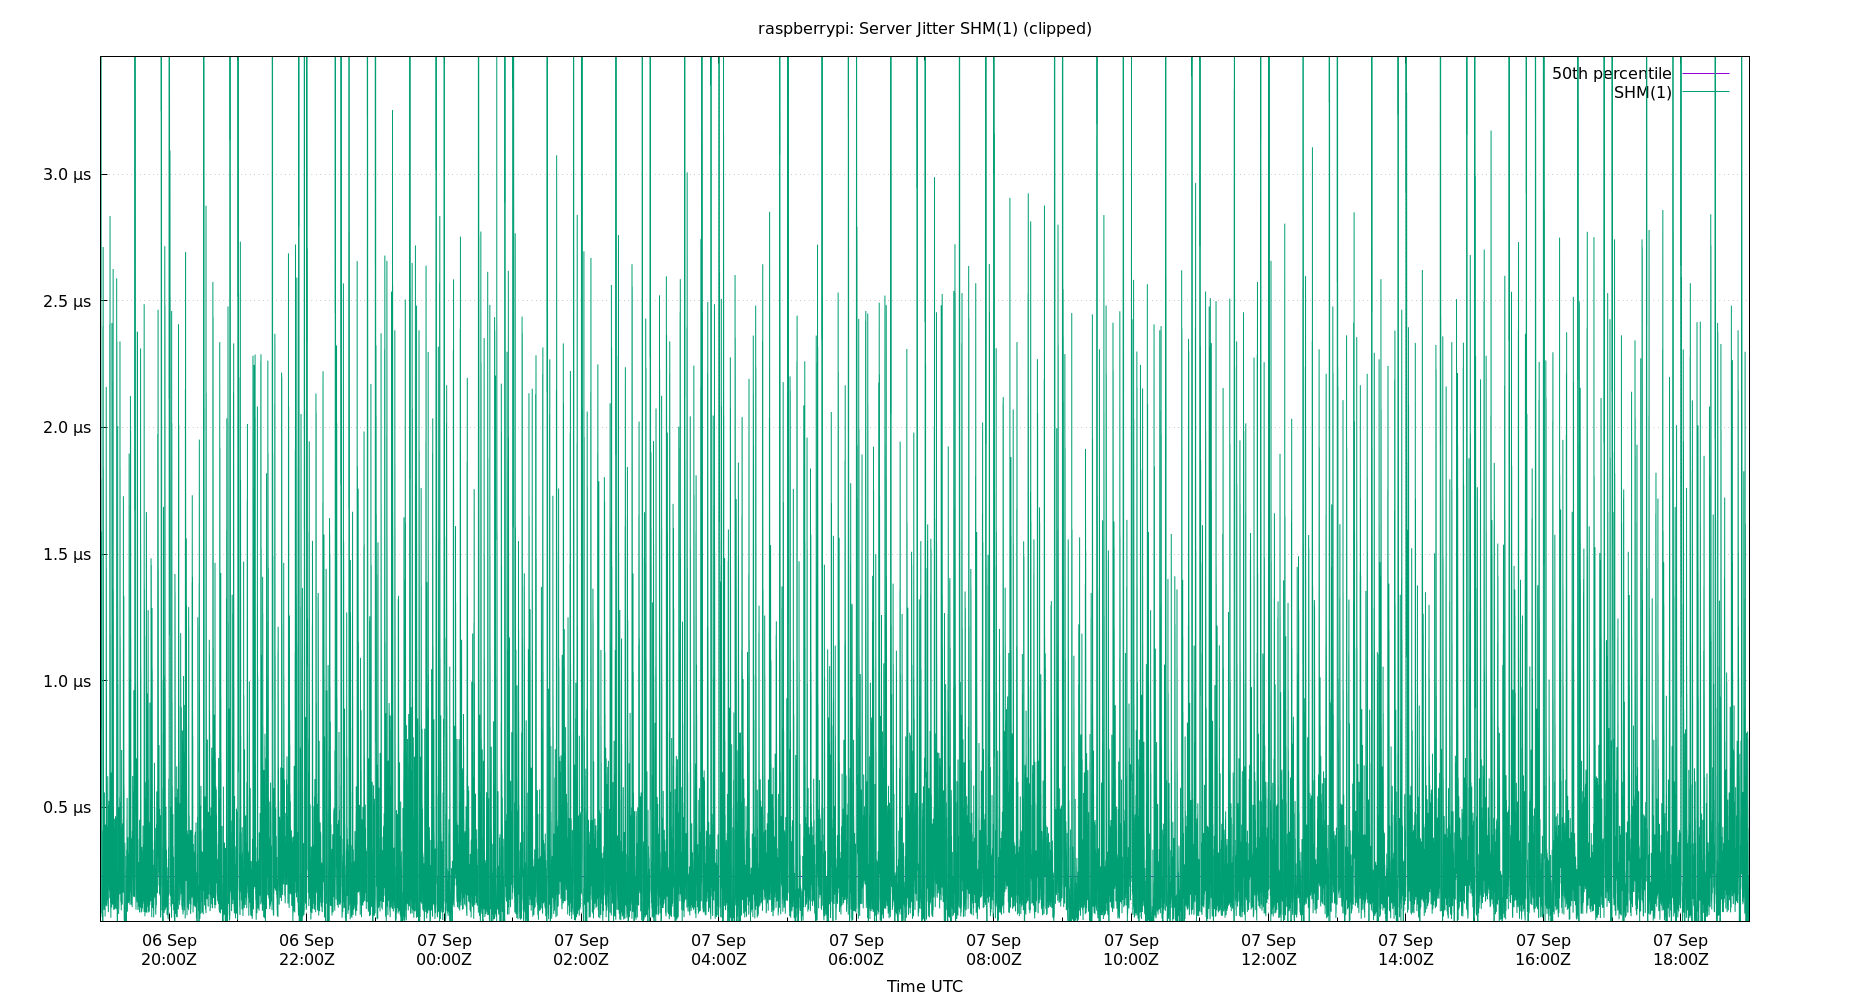 raspberrypi: Server Jitter SHM(1) (clipped)
50th percentile
SHM(1)
3.0 µs
2.5 µs
2.0 µs
1.5 µs
1.0 µs
0.5 µs
06 Sep 06 Sep 07 Sep 07 Sep 07 Sep 07 Sep 07 Sep 07 Sep 07 Sep 07 Sep 07 Sep 07 Sep
20:00Z 22:00Z 00:00Z 02:00Z 04:00Z 06:00Z 08:00Z 10:00Z 12:00Z 14:00Z 16:00Z 18:00Z
Time UTC